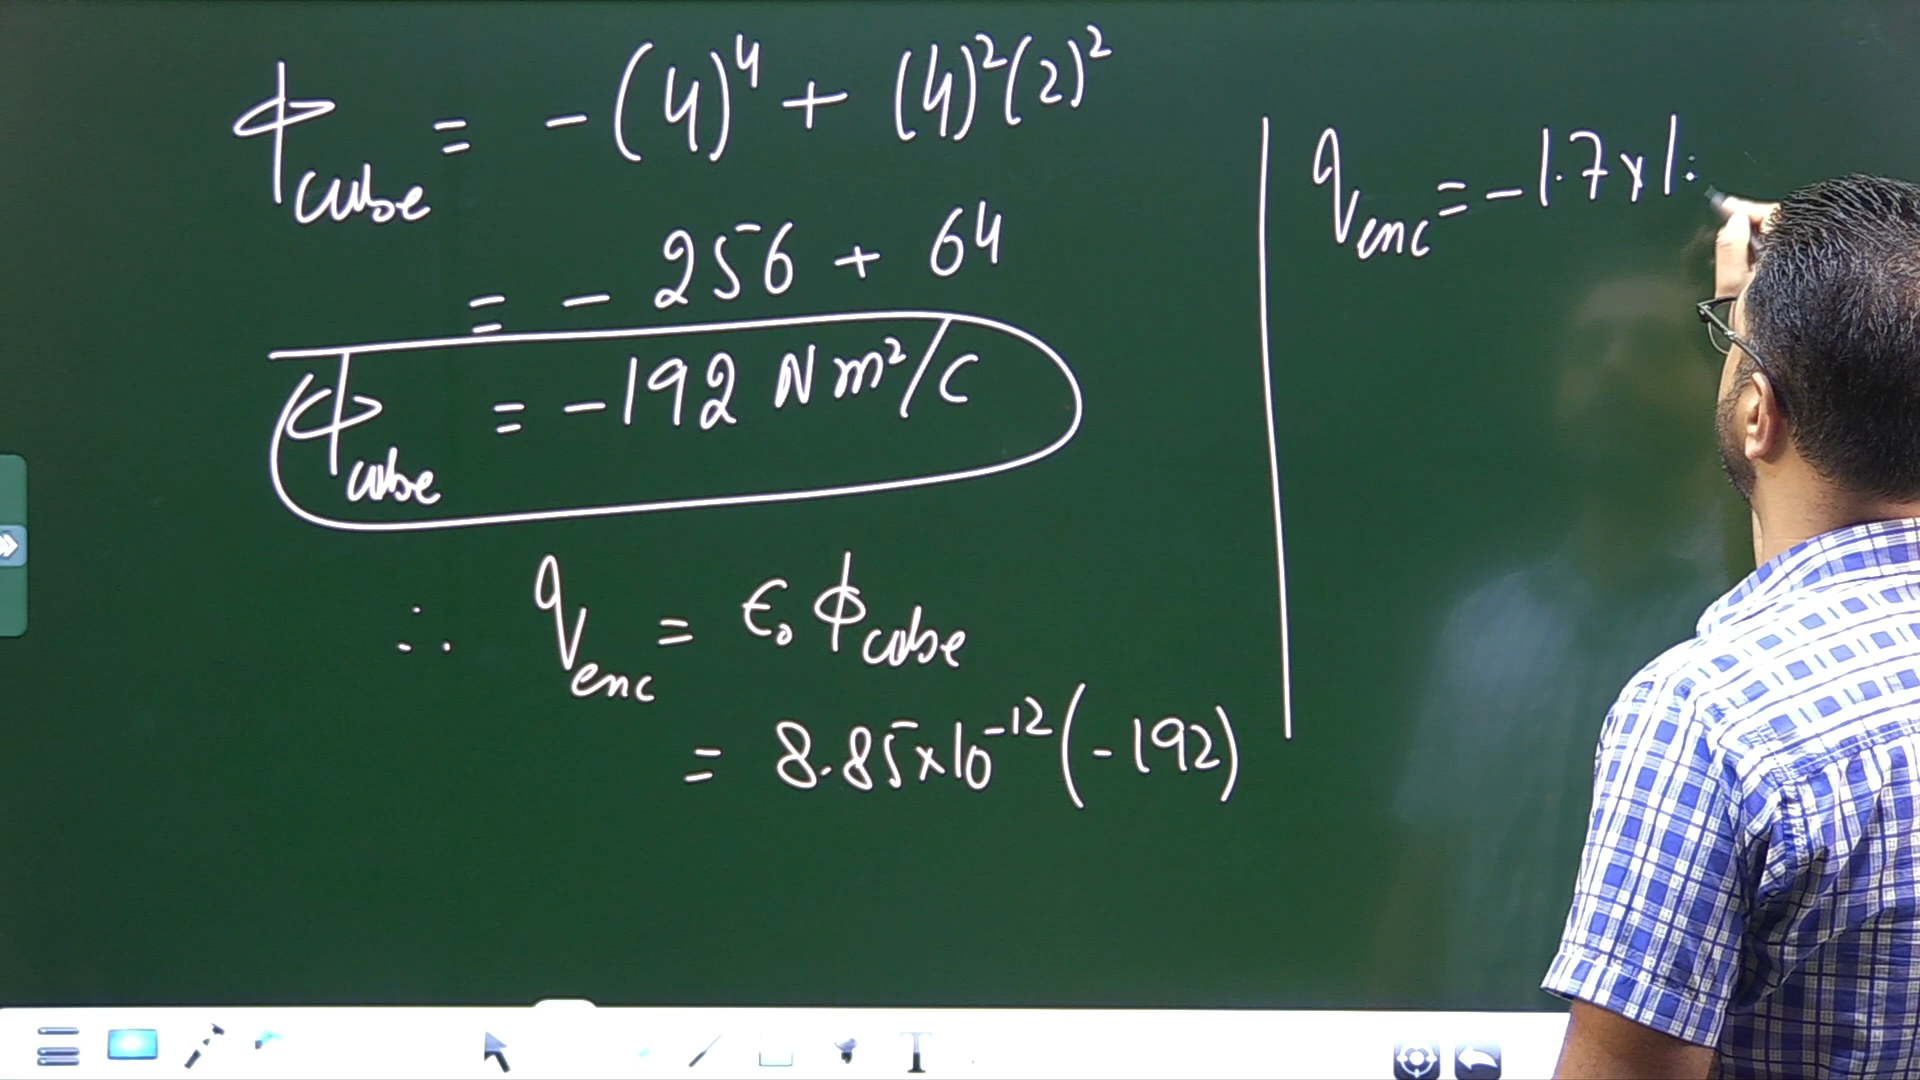 ϕcube = -(4)⁴ + (4)²(2)²
= - 256 + 64
ϕcube = -192 Nm²/C
∴ qenc = ϵ₀ ϕcube
= 8.85×10⁻¹²(-192)
qenc = -1.7×1
T